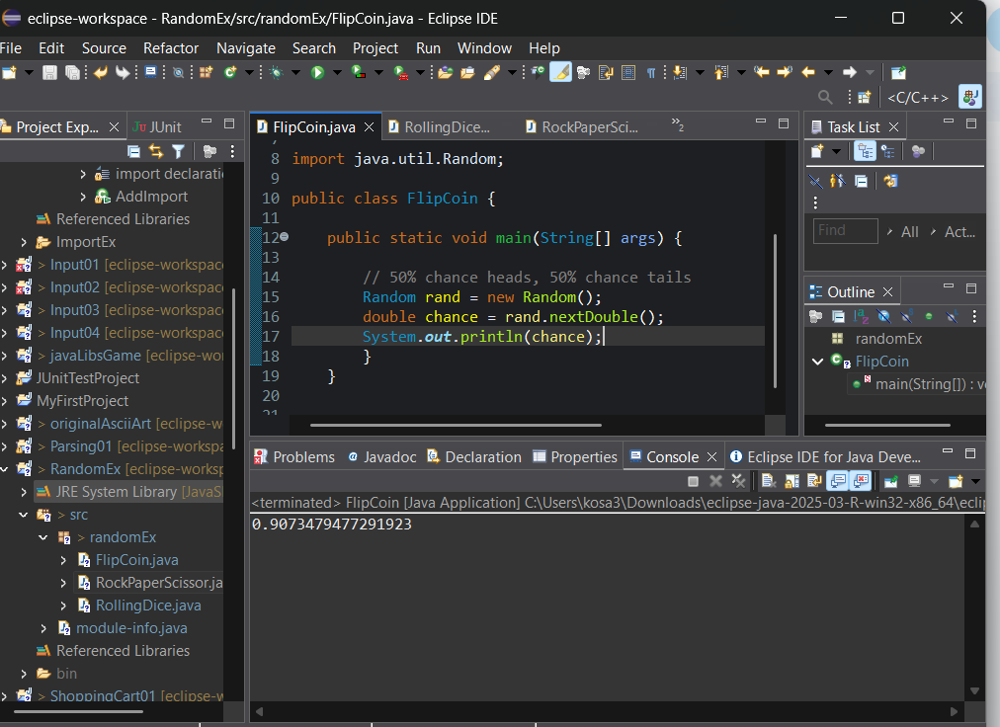 eclipse-workspace - RandomEx/src/randomEx/FlipCoin.java - Eclipse IDE
File Edit Source Refactor Navigate Search Project Run Window Help
<C/C++>
Project Exp...
Ju JUnit
import declarati
AddImport
Referenced Libraries
ImportEx
> Input01 [eclipse-workspac
> Input02 [eclipse-workspac
> Input03 [eclipse-workspac
> Input04 [eclipse-workspac
> javaLibsGame [eclipse-wo
JUnitTestProject
MyFirstProject
> originalAsciiArt [eclipse-w
> Parsing01 [eclipse-workspa
> RandomEx [eclipse-worksp
JRE System Library [JavaS
> src
> randomEx
FlipCoin.java
RockPaperScissor.ja
RollingDice.java
module-info.java
Referenced Libraries
bin
> ShoppingCart01 [eclipse-w
FlipCoin.java
RollingDice...
RockPaperSci...
»2
8 import java.util.Random;
9
10 public class FlipCoin {
11
12 public static void main(String[] args) {
13
14 // 50% chance heads, 50% chance tails
15 Random rand = new Random();
16 double chance = rand.nextDouble();
17 System.out.println(chance);
18 }
19 }
20
21
Task List
Find
All
Act...
Outline
randomEx
FlipCoin
main(String[]) : v
Problems
@ Javadoc
Declaration
Properties
Console
Eclipse IDE for Java Deve...
<terminated> FlipCoin [Java Application] C:\Users\kosa3\Downloads\eclipse-java-2025-03-R-win32-x86_64\eclip
0.9073479477291923